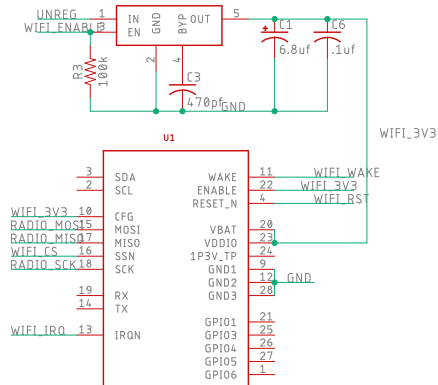 UNREG 1 IN GND BYP OUT 5
WIFI_ENABLE 3 EN
C1 C6
6.8uf .1uf
R3 100k
2 4
C3
470pf GND
WIFI_3V3
U1
3 SDA WAKE 11 WIFI_WAKE
2 SCL ENABLE 22 WIFI_3V3
RESET_N 4 WIFI_RST
WIFI_3V3 10 CFG
RADIO_MOSI 15 MOSI VBAT 20
RADIO_MISO 17 MISO VDDIO 23
WIFI_CS 16 SSN 1P3V_TP 24
RADIO_SCK 18 SCK GND1 9
GND2 12 GND
19 RX GND3 28
14 TX
GPIO1 21
WIFI_IRQ 13 IRQN GPIO3 25
GPIO4 26
GPIO5 27
GPIO6 1